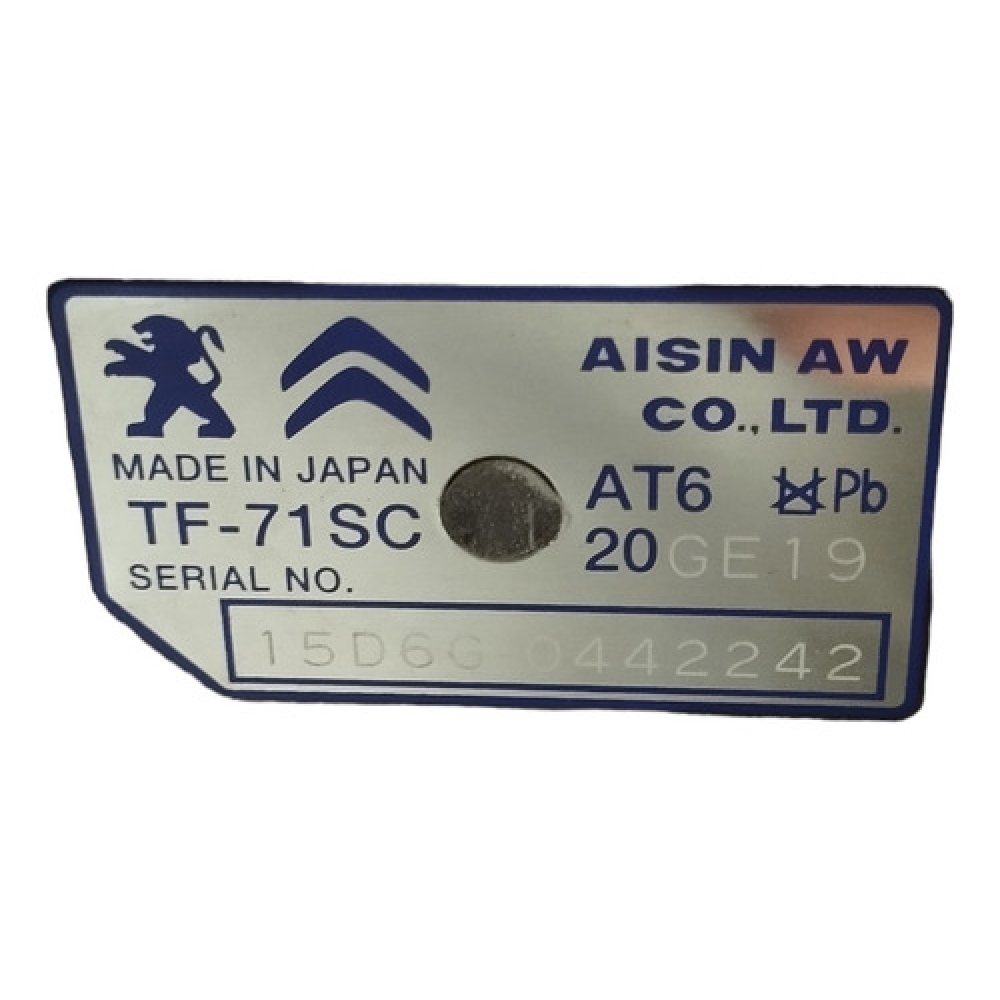 AISIN AW
CO., LTD.
MADE IN JAPAN
TF-71SC
AT6 Pb
20GE19
SERIAL NO.
15D6G-0442242